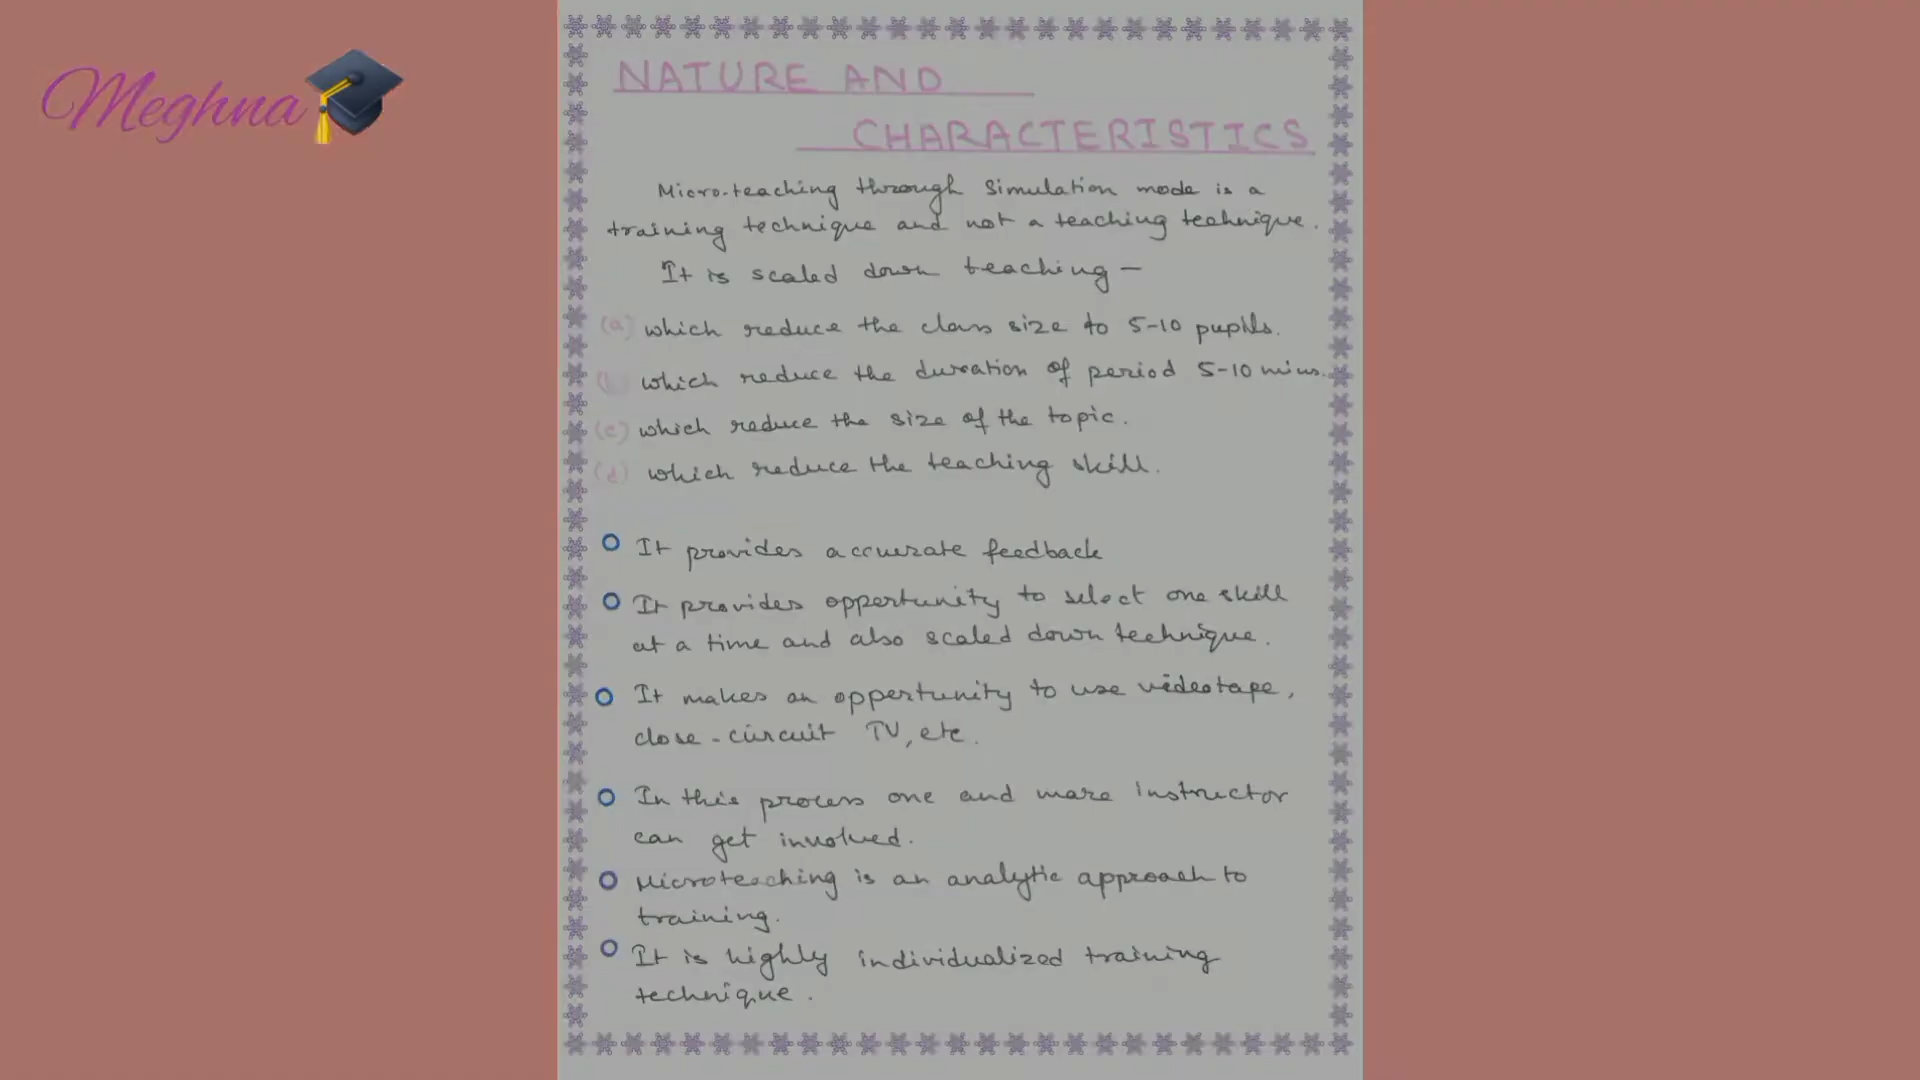 Meghna
NATURE AND
CHARACTERISTICS
Micro-teaching through simulation mode is a
training technique and not a teaching technique.
It is scaled down teaching –
(a) which reduce the class size to 5-10 pupils.
(b) which reduce the duration of period 5-10 mins.
(c) which reduce the size of the topic.
(d) which reduce the teaching skill.
It provides accurate feedback
It provides opportunity to select one skill
at a time and also scaled down technique.
It makes an opportunity to use videotape,
close-circuit TV, etc.
In this process one and more instructor
can get involved.
Microteaching is an analytic approach to
training.
It is highly individualized training
technique.